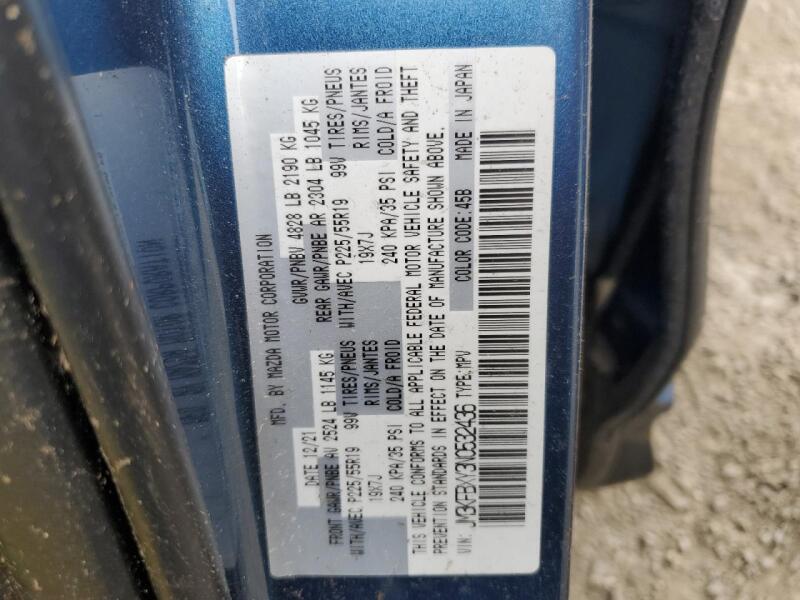 MFD. BY MAZDA MOTOR CORPORATION
DATE 12/21 GVWR/PNBV 4828 LB 2190 KG
FRONT GAWR/PNBE AV 2524 LB 1145 KG REAR GAWR/PNBE AR 2304 LB 1045 KG
WITH/AVEC P225/55R19 99V TIRES/PNEUS WITH/AVEC P225/55R19 99V TIRES/PNEUS
19X7J RIMS/JANTES 19X7J RIMS/JANTES
240 KPA/35 PSI COLD/A FROID 240 KPA/35 PSI COLD/A FROID
THIS VEHICLE CONFORMS TO ALL APPLICABLE FEDERAL MOTOR VEHICLE SAFETY AND THEFT
PREVENTION STANDARDS IN EFFECT ON THE DATE OF MANUFACTURE SHOWN ABOVE.
VIN: JM3KFBXY3C0532436 TYPE:MPV COLOR CODE:45B MADE IN JAPAN